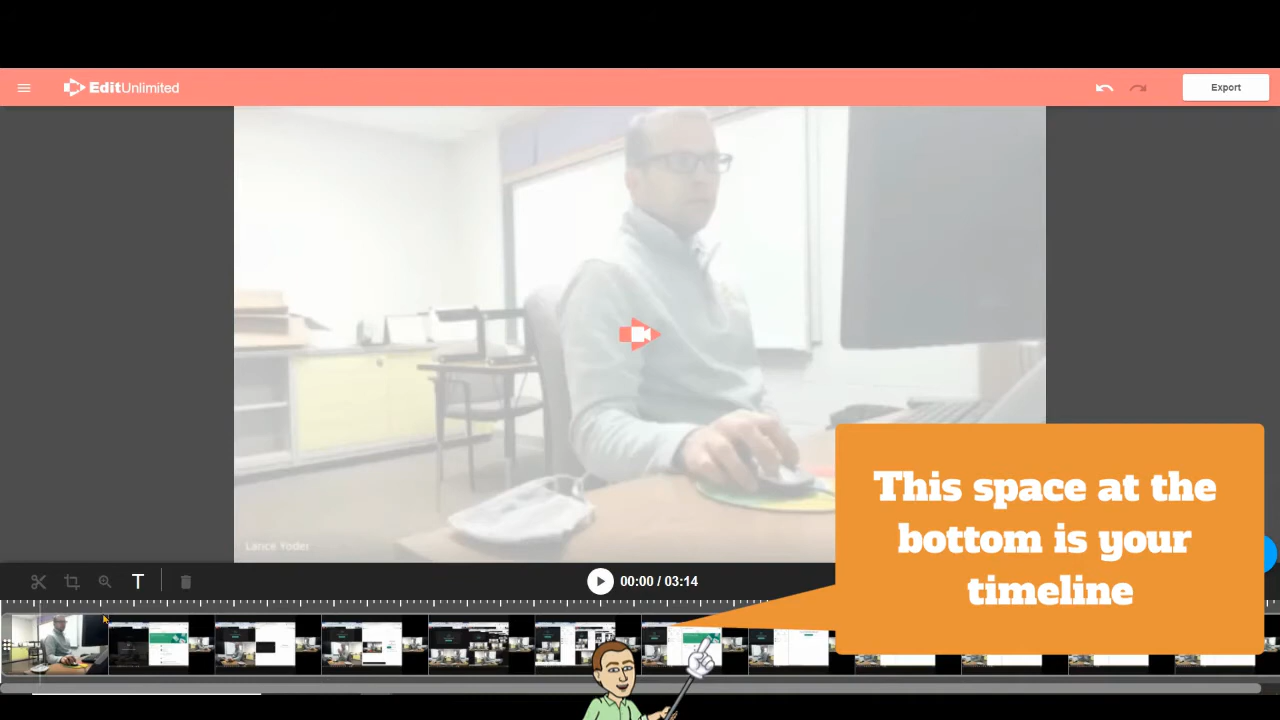 EditUnlimited
Export
Lance Yoder
This space at the
bottom is your
timeline
T
00:00 / 03:14